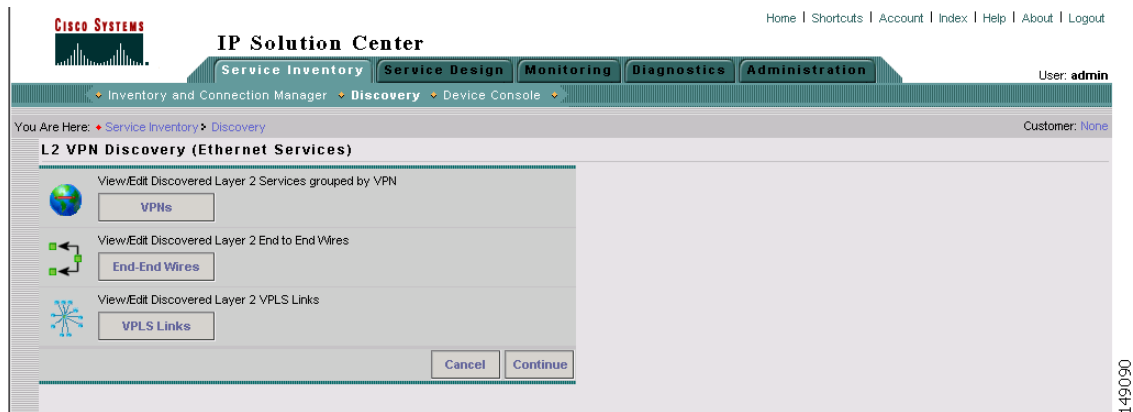 Home | Shortcuts | Account | Index | Help | About | Logout
CISCO SYSTEMS
IP Solution Center
Service Inventory Service Design Monitoring Diagnostics Administration
User: admin
Inventory and Connection Manager Discovery Device Console
You Are Here: Service Inventory Discovery
Customer: None
L2 VPN Discovery (Ethernet Services)
View/Edit Discovered Layer 2 Services grouped by VPN
VPNs
View/Edit Discovered Layer 2 End to End Wires
End-End Wires
View/Edit Discovered Layer 2 VPLS Links
VPLS Links
Cancel Continue
149090